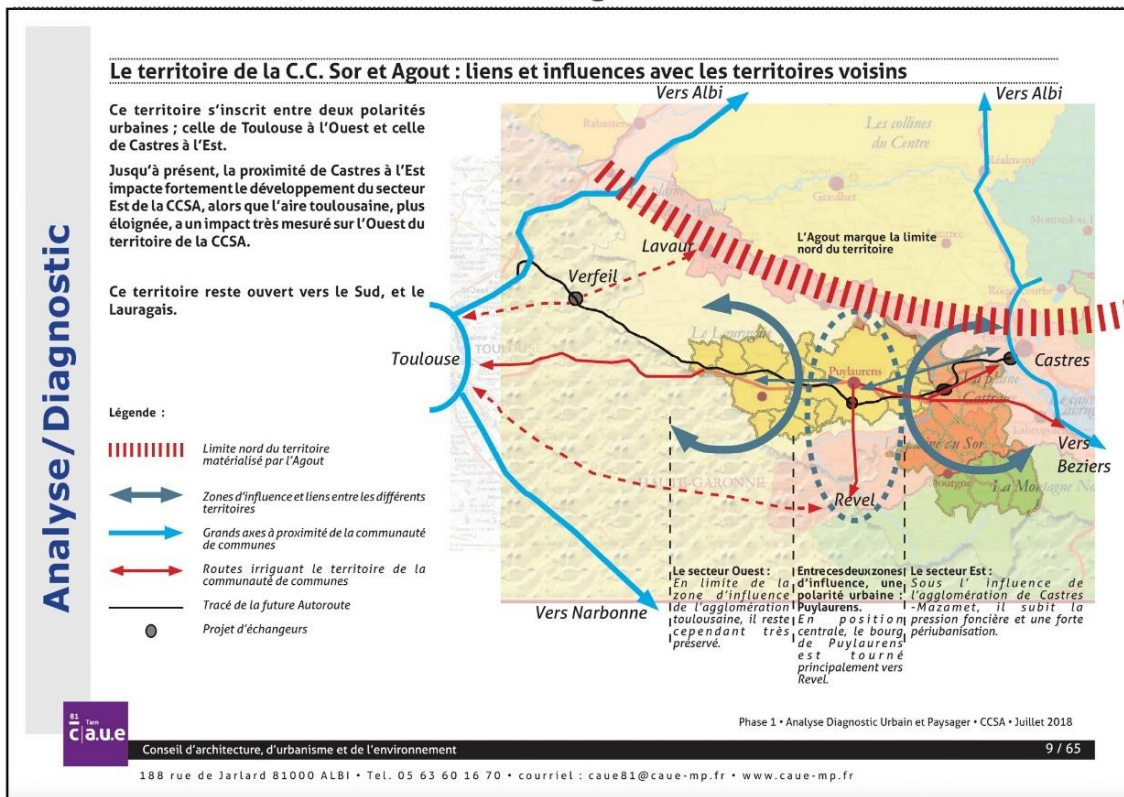 Le territoire de la C.C. Sor et Agout : liens et influences avec les territoires voisins
Ce territoire s'inscrit entre deux polarités
urbaines ; celle de Toulouse à l'Ouest et celle
de Castres à l'Est.
Jusqu'à présent, la proximité de Castres à l'Est
impacte fortement le développement du secteur
Est de la CCSA, alors que l'aire toulousaine, plus
éloignée, a un impact très mesuré sur l'Ouest du
territoire de la CCSA.
Ce territoire reste ouvert vers le Sud, et le
Lauragais.
Analyse/Diagnostic
Vers Albi
Vers Albi
Rabastens
Les collines
du Centre
Réalmont
Graulhet
L'Agout marque la limite
nord du territoire
Lavaur
Verfeil
Toulouse
TOULOUSE
Puylaurens
Castres
HAUTE-GARONNE
Revel
Dourgne
Vers
Beziers
Vers Narbonne
Légende :
Limite nord du territoire
matérialisé par l'Agout
Zones d'influence et liens entre les différents
territoires
Grands axes à proximité de la communauté
de communes
Routes irriguant le territoire de la
communauté de communes
Tracé de la future Autoroute
Projet d'échangeurs
Le secteur Ouest :
En limite de la
zone d'influence
de l'agglomération
toulousaine, il reste
cependant très
préservé.
Entre ces deux zones
d'influence, une
polarité urbaine :
Puylaurens.
En position
centrale, le bourg
de Puylaurens
est tourné
principalement vers
Revel.
Le secteur Est :
Sous l' influence de
l'agglomération de Castres
-Mazamet, il subit la
pression foncière et une forte
périubanisation.
Phase 1 • Analyse Diagnostic Urbain et Paysager • CCSA • Juillet 2018
81
Tarn
c|a.u.e
Conseil d'architecture, d'urbanisme et de l'environnement
9 / 65
188 rue de Jarlard 81000 ALBI • Tel. 05 63 60 16 70 • courriel : caue81@caue-mp.fr • www.caue-mp.fr